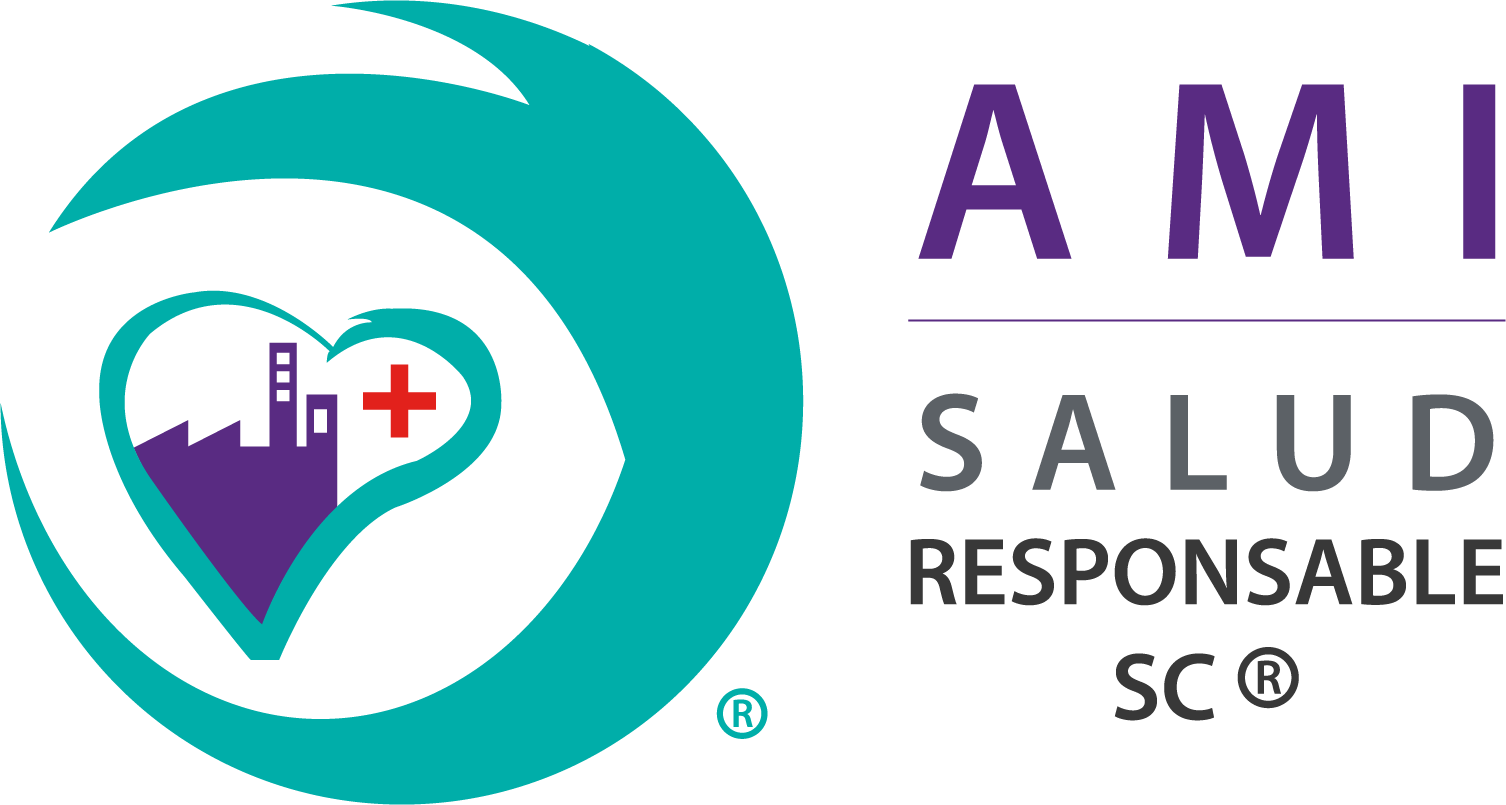 AMI
SALUD
RESPONSABLE
SC ®
®